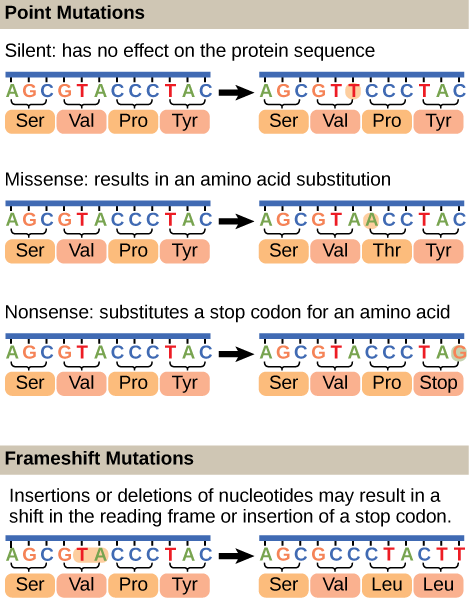 Point Mutations
Silent: has no effect on the protein sequence
AGCGTACCCTAC AGCGTTCCCTAC
Ser Val Pro Tyr Ser Val Pro Tyr
Missense: results in an amino acid substitution
AGCGTACCCTAC AGCGTAACCTAC
Ser Val Pro Tyr Ser Val Thr Tyr
Nonsense: substitutes a stop codon for an amino acid
AGCGTACCCTAC AGCGTACCCTAG
Ser Val Pro Tyr Ser Val Pro Stop
Frameshift Mutations
Insertions or deletions of nucleotides may result in a
shift in the reading frame or insertion of a stop codon.
AGCGTACCCTAC AGCGCCCTACTT
Ser Val Pro Tyr Ser Val Leu Leu